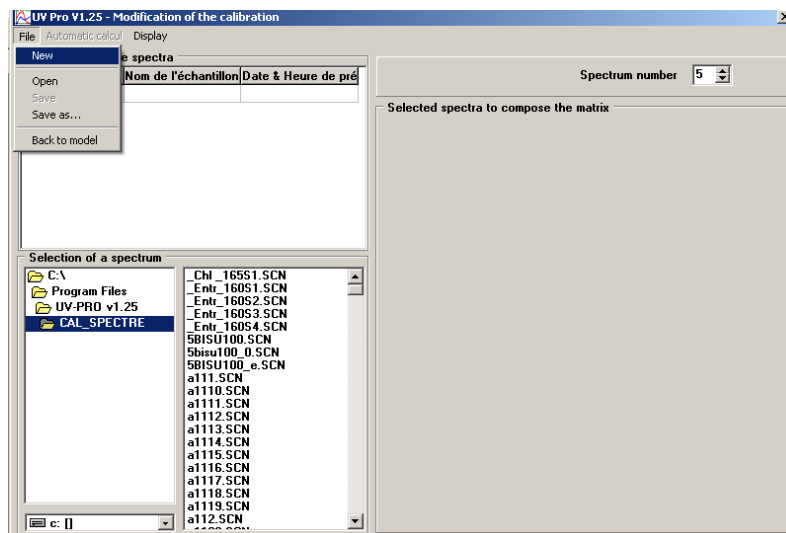 UV Pro V1.25 - Modification of the calibration
File Automatic calcul Display
New
Open
Save
Save as...
Back to model
e spectra
Nom de l'échantillon Date & Heure de pré
Spectrum number 5
Selected spectra to compose the matrix
Selection of a spectrum
C:\
Program Files
UV-PRO v1.25
CAL_SPECTRE
_Chl _165S1.SCN
_Entr_160S1.SCN
_Entr_160S2.SCN
_Entr_160S3.SCN
_Entr_160S4.SCN
5BISU100.SCN
5bisu100_0.SCN
5BISU100_e.SCN
a111.SCN
a1110.SCN
a1111.SCN
a1112.SCN
a1113.SCN
a1114.SCN
a1115.SCN
a1116.SCN
a1117.SCN
a1118.SCN
a1119.SCN
a112.SCN
c: []